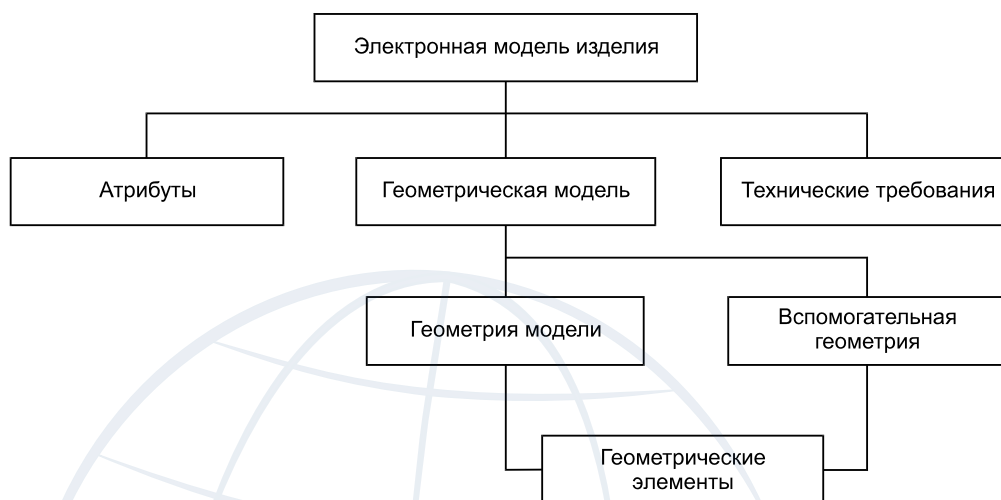 Электронная модель изделия
Атрибуты
Геометрическая модель
Технические требования
Геометрия модели
Вспомогательная
геометрия
Геометрические
элементы